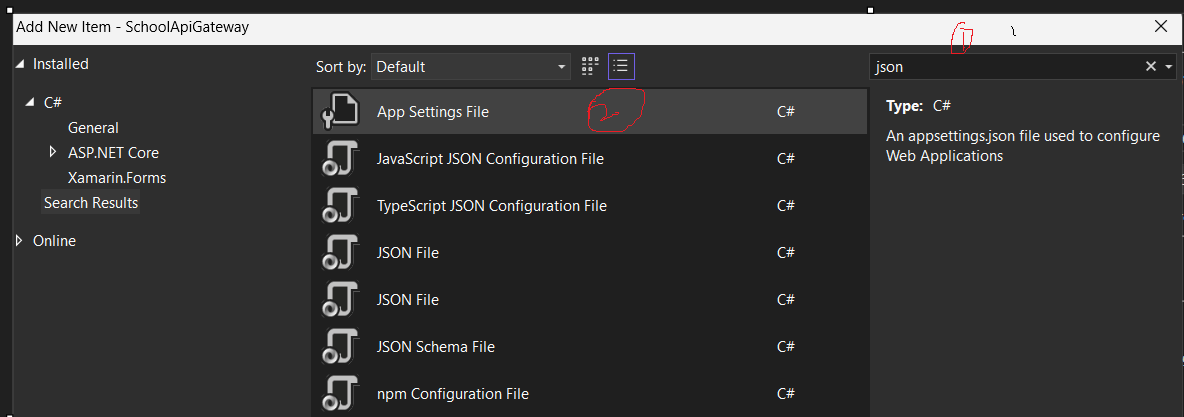 Add New Item - SchoolApiGateway
1
Installed
Sort by: Default
json
C#
General
ASP.NET Core
Xamarin.Forms
Search Results
Online
App Settings File 2 C#
JavaScript JSON Configuration File C#
TypeScript JSON Configuration File C#
JSON File C#
JSON File C#
JSON Schema File C#
npm Configuration File C#
Type: C#
An appsettings.json file used to configure
Web Applications